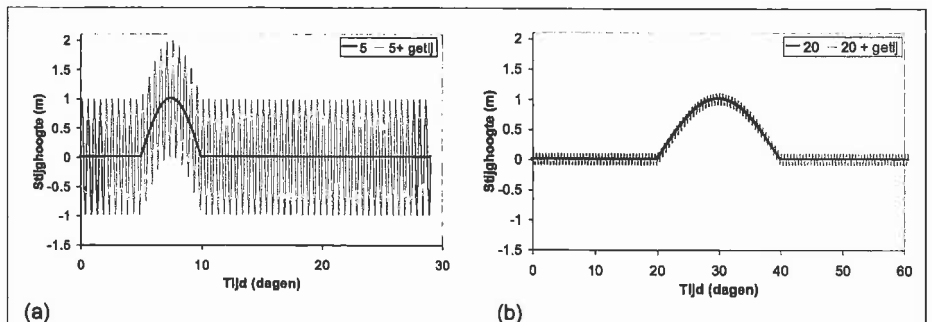 2
1.5
1
0.5
0
-0.5
-1
-1.5
Stijghoogte (m)
5 5+ getij
0 10 20 30
Tijd (dagen)
(a)
2
1.5
1
0.5
0
-0.5
-1
-1.5
Stijghoogte (m)
20 20 + getij
0 10 20 30 40 50 60
Tijd (dagen)
(b)